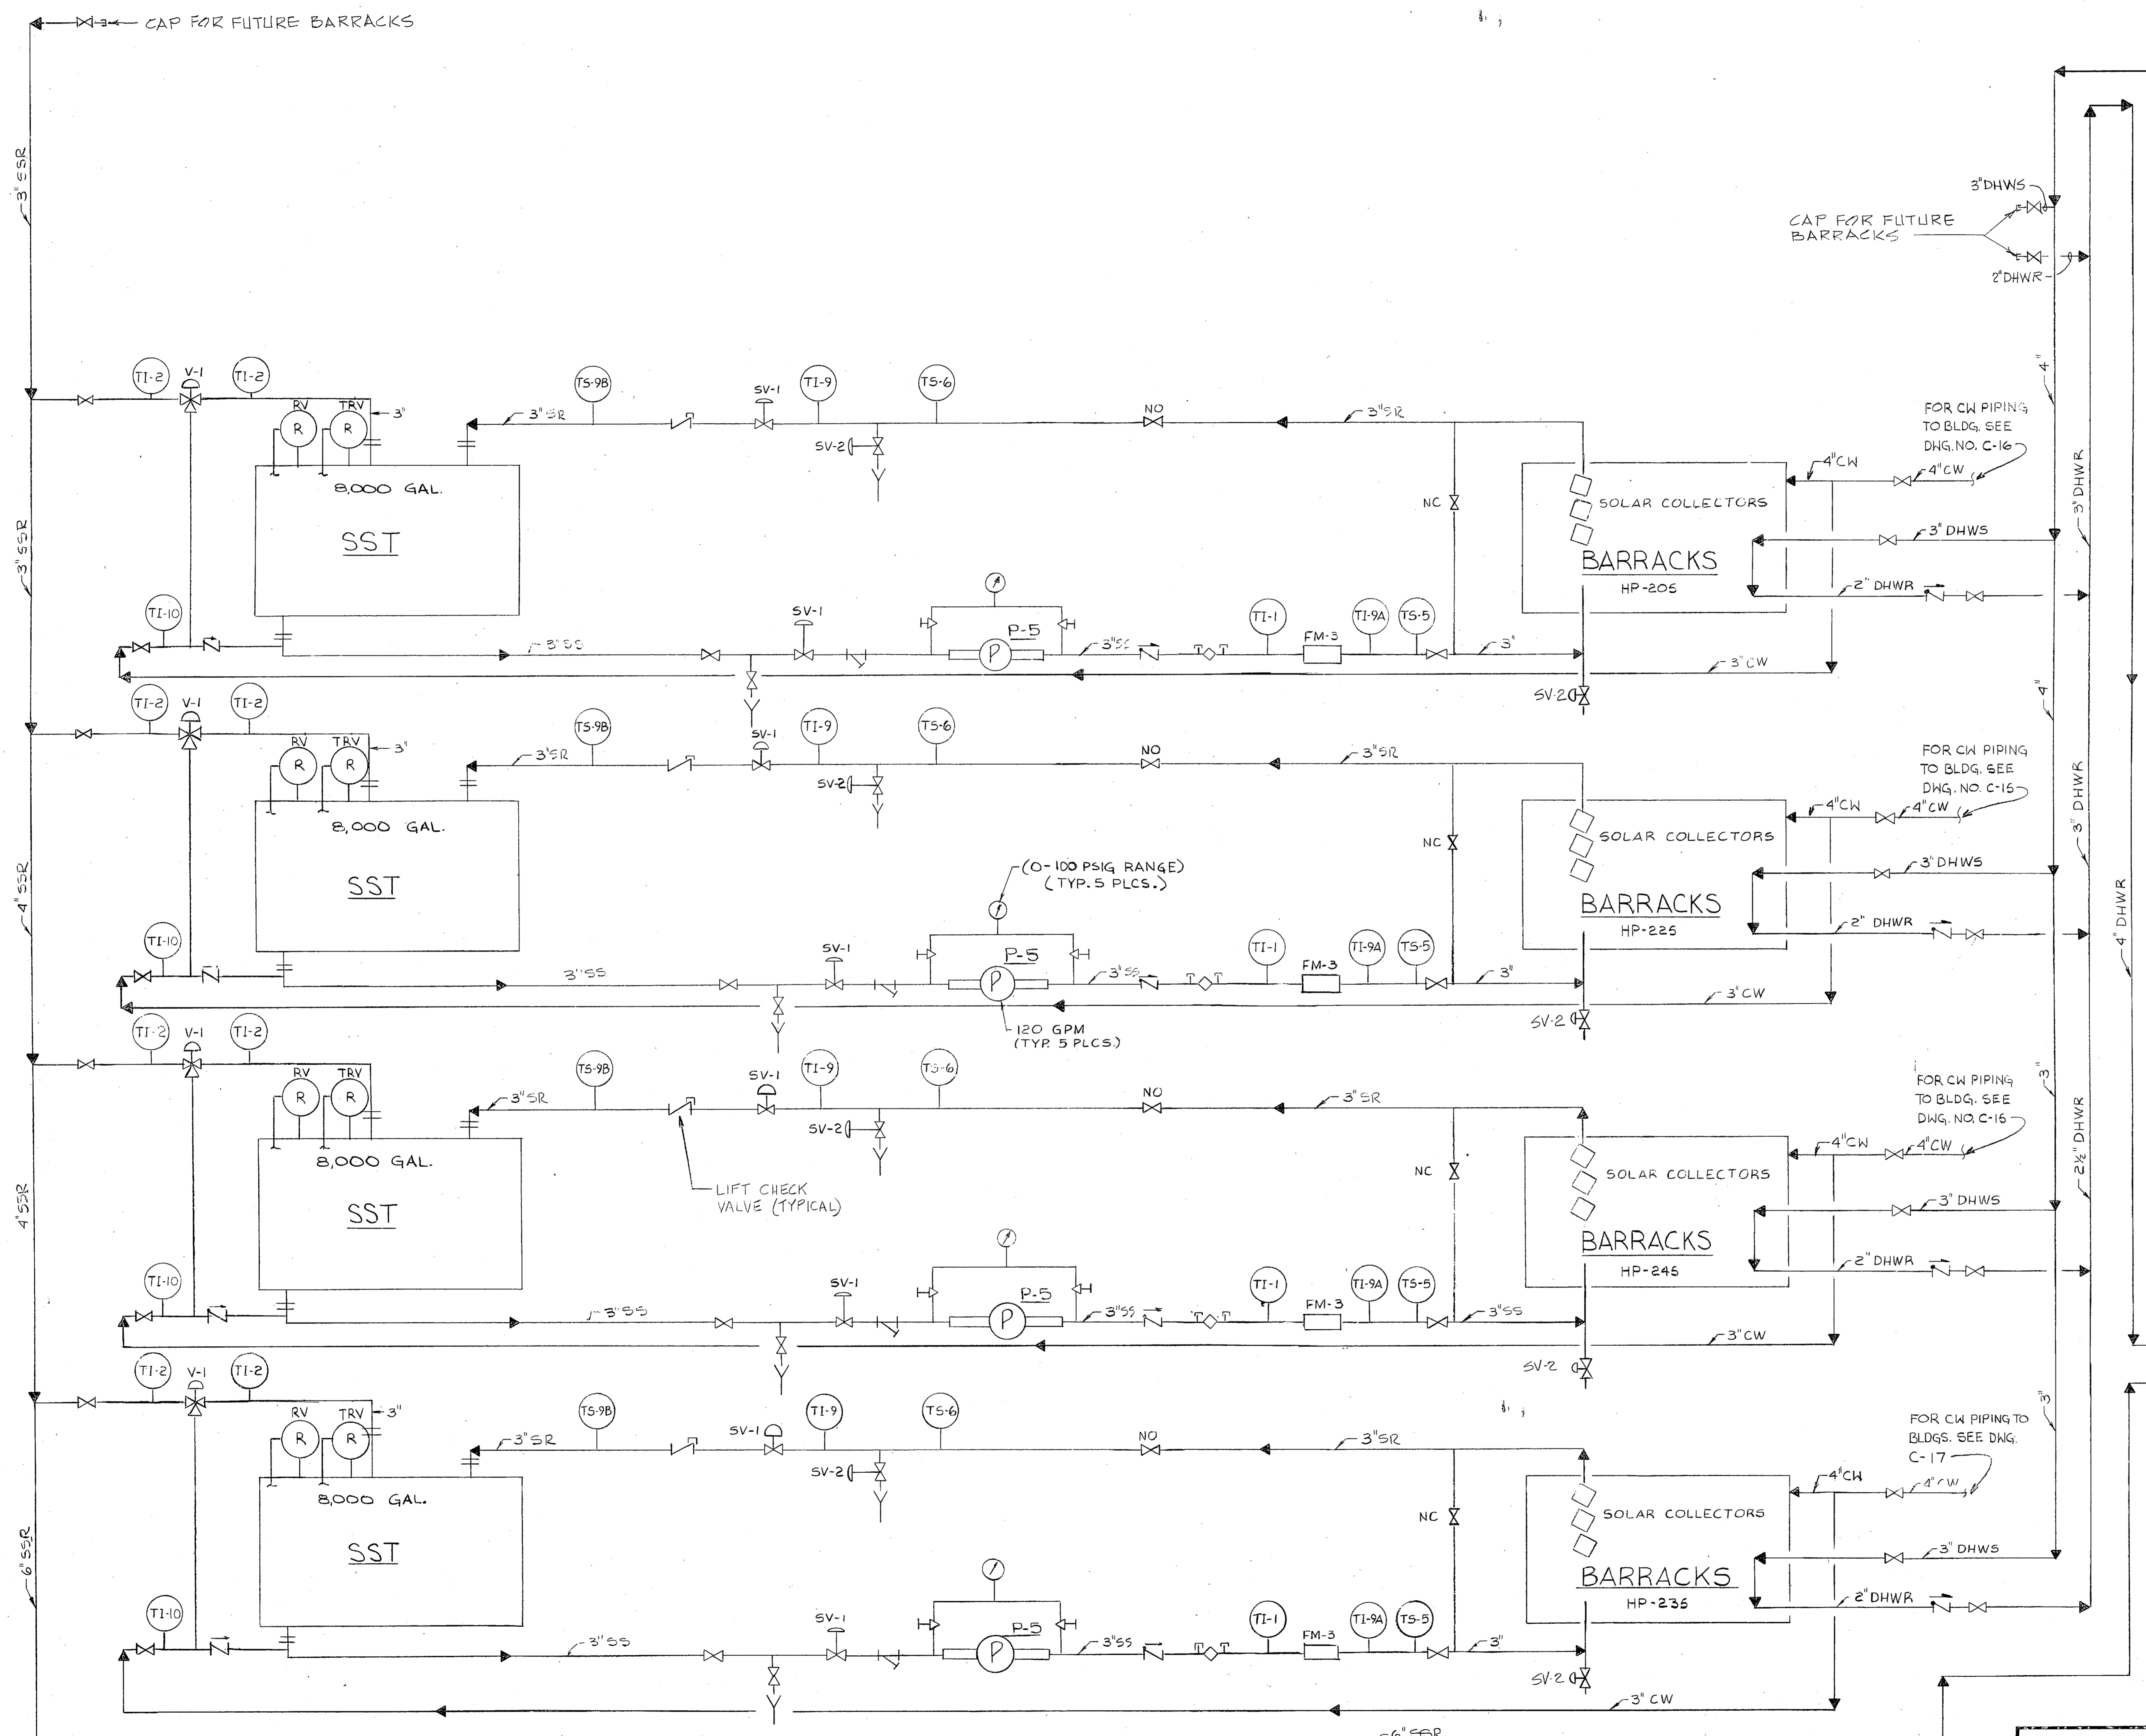 CAP FOR FUTURE BARRACKS
3" SSR
3" DHWS
CAP FOR FUTURE
BARRACKS
2" DHWR
TI-2
V-1
TI-2
RV
TRV
R
R
3"
3" SR
TS-9B
SV-1
TI-9
TS-6
SV-2
NO
3" SR
4"
FOR CW PIPING
TO BLDG. SEE
DWG. NO. C-16
4" CW
4" CW
3" DHWR
8,000 GAL.
SST
3" SSR
NC
SOLAR COLLECTORS
3" DHWS
BARRACKS
HP-205
2" DHWR
TI-10
3" SS
SV-1
P-5
P
3" SS
TI-1
FM-3
TI-9A
TS-5
3"
3" CW
SV-2
4"
TI-2
V-1
TI-2
RV
TRV
R
R
3"
3" SR
TS-9B
SV-1
TI-9
TS-6
SV-2
NO
3" SR
FOR CW PIPING
TO BLDG. SEE
DWG. NO. C-15
4" CW
4" CW
3" DHWR
8,000 GAL.
SST
4" SSR
(0-100 PSIG RANGE)
(TYP. 5 PLCS.)
NC
SOLAR COLLECTORS
3" DHWS
BARRACKS
HP-225
2" DHWR
4" DHWR
TI-10
3" SS
SV-1
P-5
P
3" SS
TI-1
FM-3
TI-9A
TS-5
3"
3" CW
SV-2
120 GPM
(TYP. 5 PLCS.)
TI-2
V-1
TI-2
RV
TRV
R
R
3" SR
TS-9B
SV-1
TI-9
TS-6
SV-2
NO
3" SR
3"
FOR CW PIPING
TO BLDG. SEE
DWG. NO. C-15
4" CW
4" CW
2½" DHWR
8,000 GAL.
SST
4" SSR
LIFT CHECK
VALVE (TYPICAL)
NC
SOLAR COLLECTORS
3" DHWS
BARRACKS
HP-245
2" DHWR
TI-10
3" SS
SV-1
P-5
P
3" SS
TI-1
FM-3
TI-9A
TS-5
3" SS
3" CW
SV-2
TI-2
V-1
TI-2
RV
TRV
R
R
3"
3" SR
TS-9B
SV-1
TI-9
TS-6
SV-2
NO
3" SR
3"
FOR CW PIPING TO
BLDGS. SEE DWG.
C-17
4" CW
4" CW
8,000 GAL.
SST
6" SSR
NC
SOLAR COLLECTORS
3" DHWS
BARRACKS
HP-235
2" DHWR
TI-10
3" SS
SV-1
P-5
P
3" SS
TI-1
FM-3
TI-9A
TS-5
3"
SV-2
3" CW
6" SSR